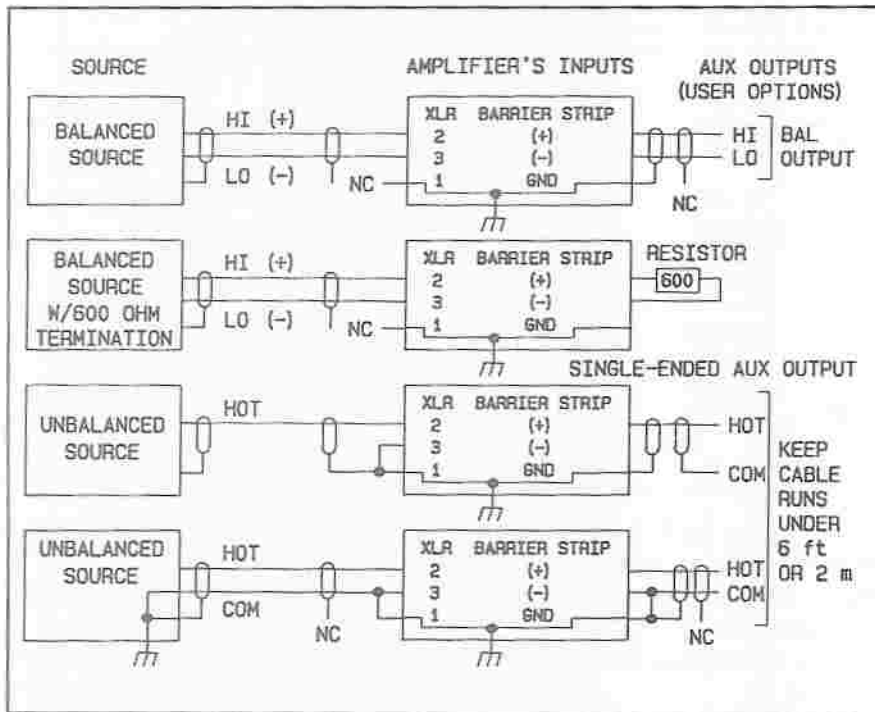 SOURCE
AMPLIFIER'S INPUTS
AUX OUTPUTS
(USER OPTIONS)
BALANCED
SOURCE
HI (+)
LO (-)
NC
XLR BARRIER STRIP
2 (+)
3 (-)
1 GND
HI
LO
BAL
OUTPUT
NC
BALANCED
SOURCE
W/600 OHM
TERMINATION
HI (+)
LO (-)
NC
XLR BARRIER STRIP
2 (+)
3 (-)
1 GND
RESISTOR
600
SINGLE-ENDED AUX OUTPUT
UNBALANCED
SOURCE
HOT
XLR BARRIER STRIP
2 (+)
3 (-)
1 GND
HOT
COM
KEEP
CABLE
RUNS
UNDER
6 ft
OR 2 m
UNBALANCED
SOURCE
HOT
COM
NC
XLR BARRIER STRIP
2 (+)
3 (-)
1 GND
HOT
COM
NC